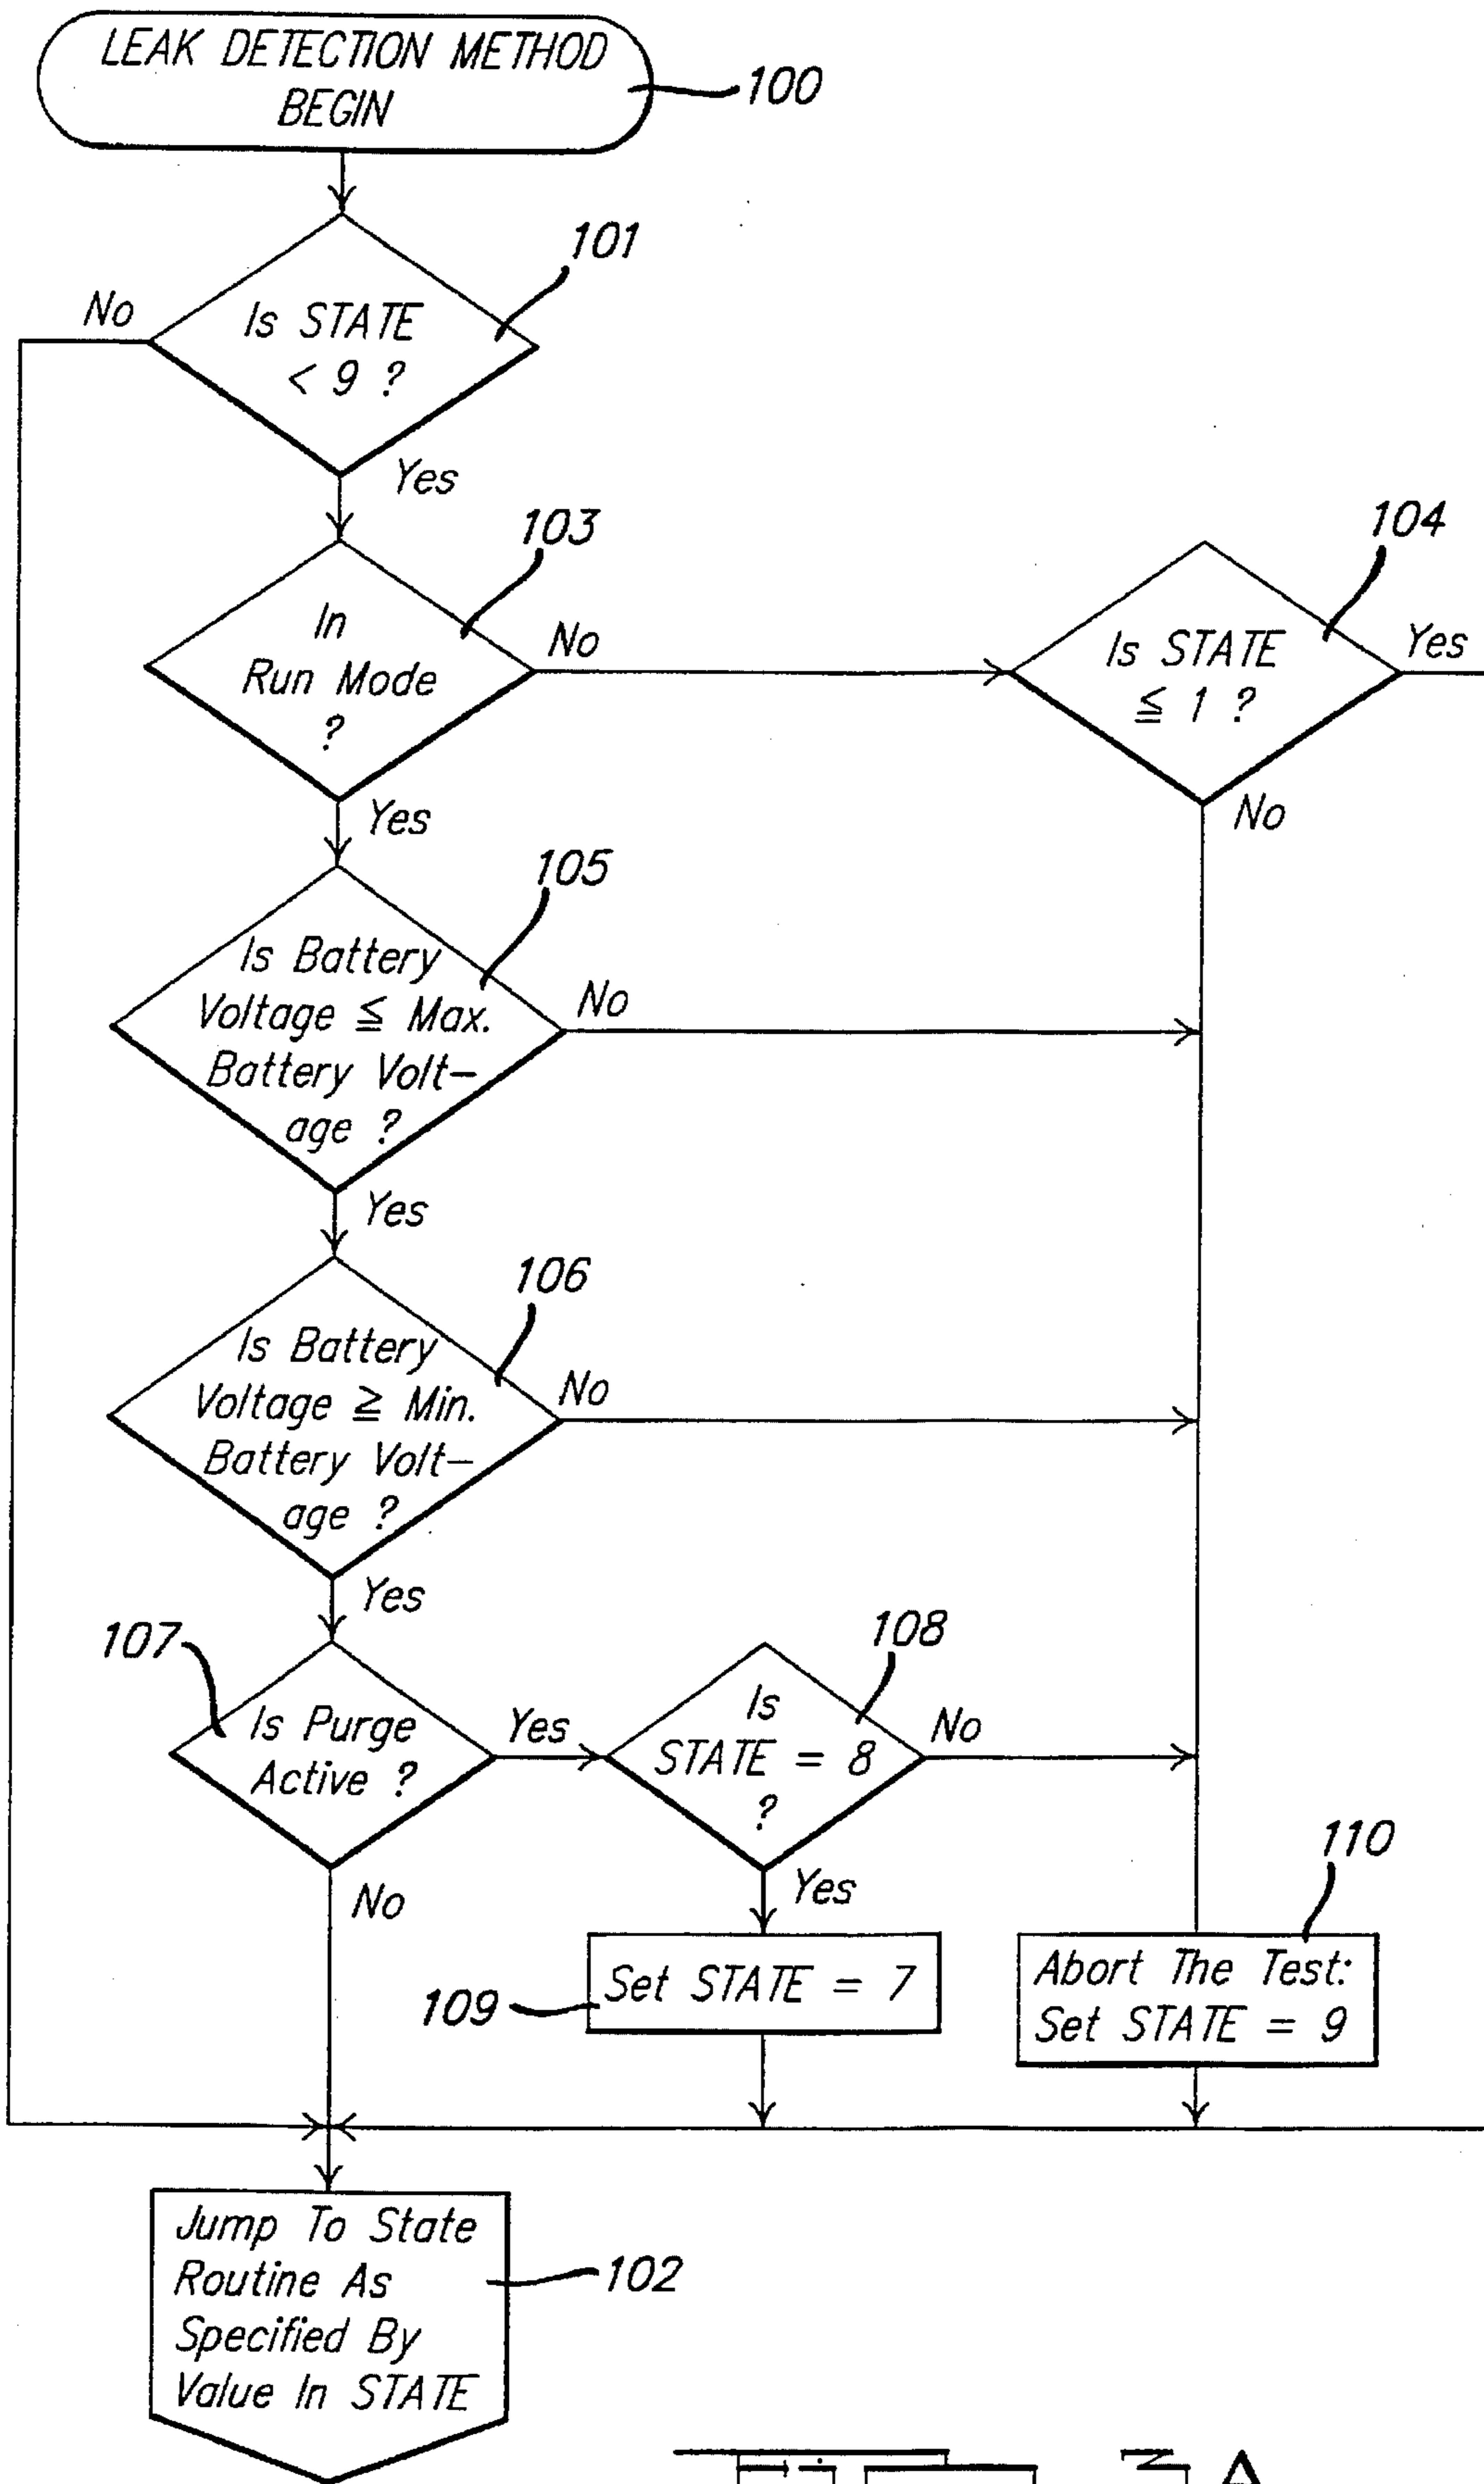 LEAK DETECTION METHOD
BEGIN
100
101
No
Is STATE
< 9 ?
Yes
103
104
In
Run Mode
?
No
Is STATE
≦ 1 ?
Yes
Yes
No
105
Is Battery
Voltage ≦ Max.
Battery Volt-
age ?
No
Yes
106
Is Battery
Voltage ≧ Min.
Battery Volt-
age ?
No
Yes
107
108
Is Purge
Active ?
Yes
Is
STATE = 8
?
No
110
No
Yes
Set STATE = 7
109
Abort The Test:
Set STATE = 9
Jump To State
Routine As
Specified By
Value In STATE
102